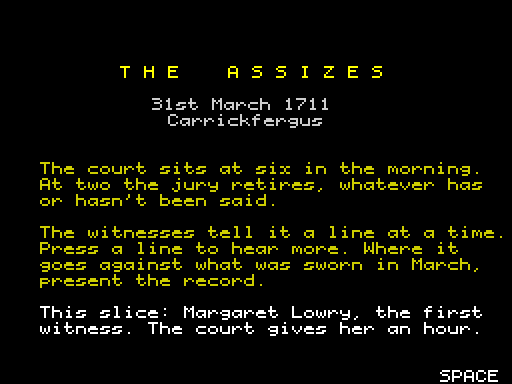 THE ASSIZES
31st March 1711
Carrickfergus
The court sits at six in the morning.
At two the jury retires, whatever has
or hasn't been said.
The witnesses tell it a line at a time.
Press a line to hear more. Where it
goes against what was sworn in March,
present the record.
This slice: Margaret Lowry, the first
witness. The court gives her an hour.
SPACE